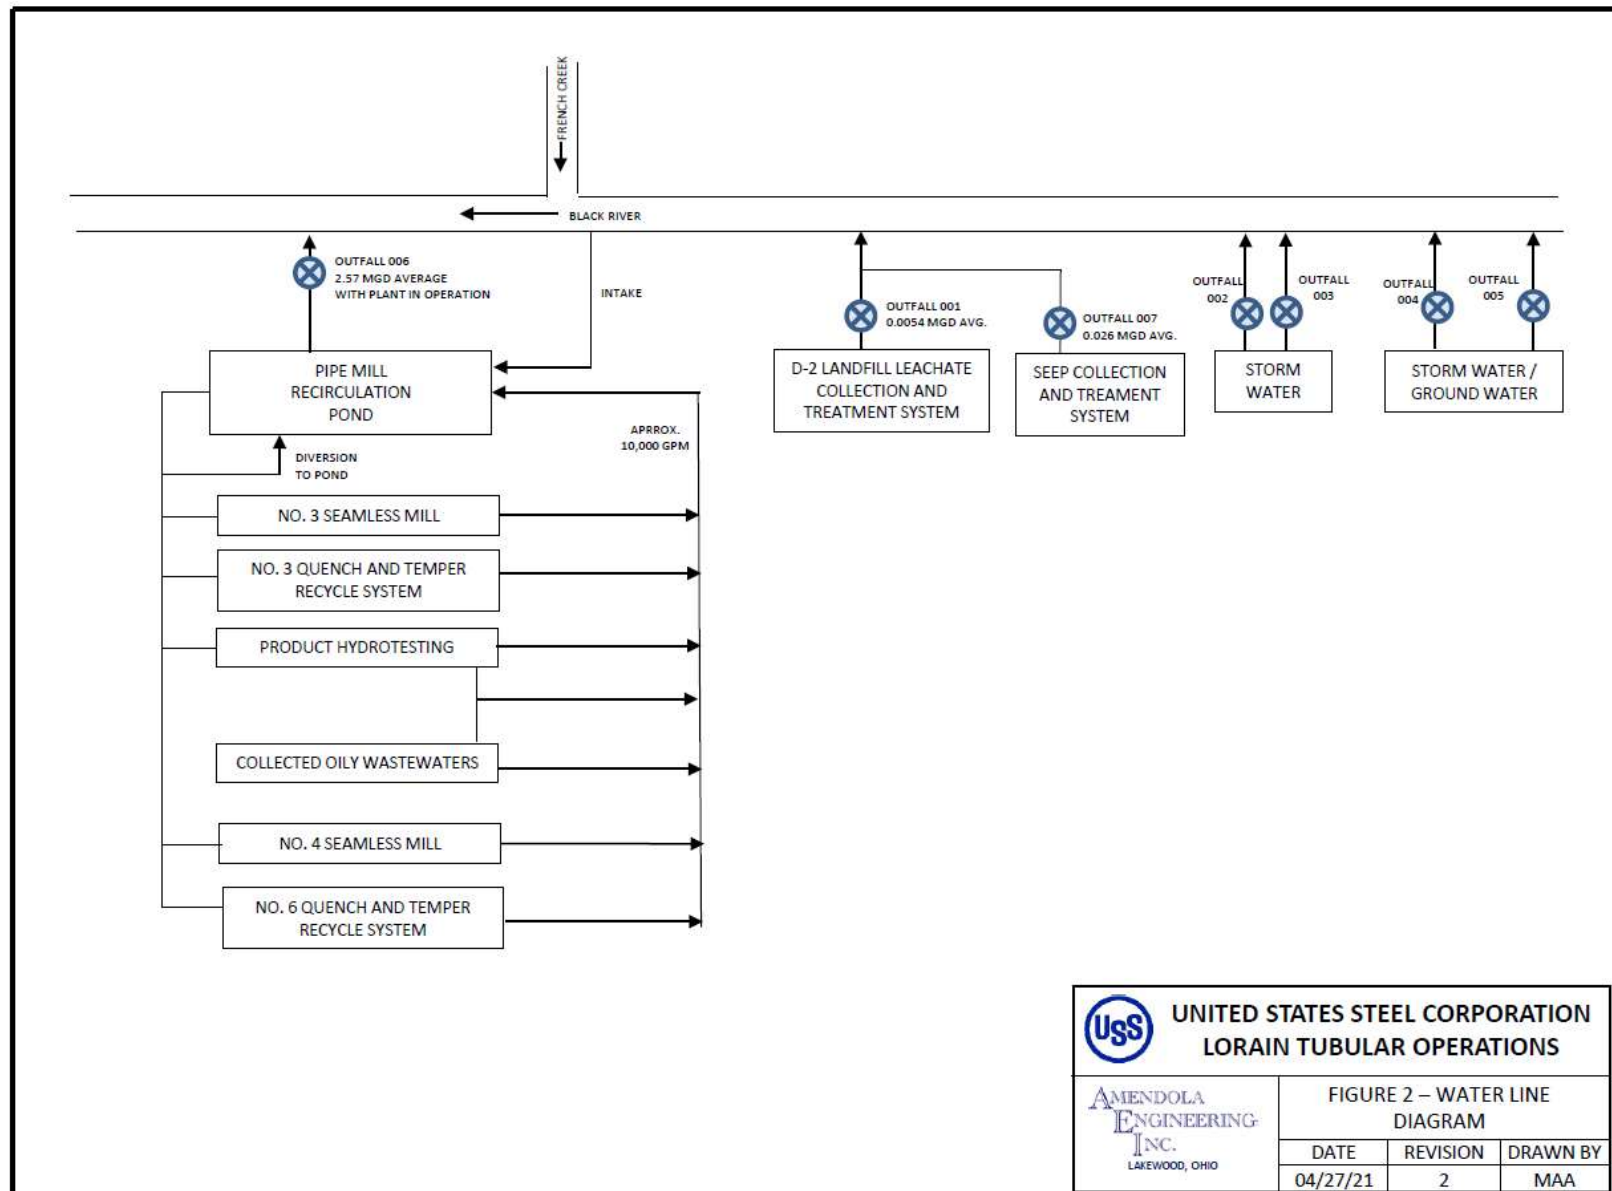 FRENCH CREEK
BLACK RIVER
OUTFALL 006
2.57 MGD AVERAGE
WITH PLANT IN OPERATION
INTAKE
OUTFALL 001
0.0054 MGD AVG.
OUTFALL 007
0.026 MGD AVG.
OUTFALL
002
OUTFALL
003
OUTFALL
004
OUTFALL
005
PIPE MILL
RECIRCULATION
POND
D-2 LANDFILL LEACHATE
COLLECTION AND
TREATMENT SYSTEM
SEEP COLLECTION
AND TREAMENT
SYSTEM
STORM
WATER
STORM WATER /
GROUND WATER
APRROX.
10,000 GPM
DIVERSION
TO POND
NO. 3 SEAMLESS MILL
NO. 3 QUENCH AND TEMPER
RECYCLE SYSTEM
PRODUCT HYDROTESTING
COLLECTED OILY WASTEWATERS
NO. 4 SEAMLESS MILL
NO. 6 QUENCH AND TEMPER
RECYCLE SYSTEM
USS
UNITED STATES STEEL CORPORATION
LORAIN TUBULAR OPERATIONS
AMENDOLA
ENGINEERING
INC.
LAKEWOOD, OHIO
FIGURE 2 – WATER LINE
DIAGRAM
DATE
REVISION
DRAWN BY
04/27/21
2
MAA